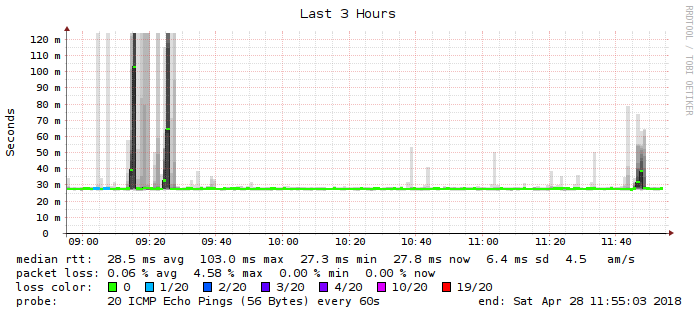 Last 3 Hours
RRDTOOL / TOBI OETIKER
Seconds
120 m
110 m
100 m
90 m
80 m
70 m
60 m
50 m
40 m
30 m
20 m
10 m
0
09:00 09:20 09:40 10:00 10:20 10:40 11:00 11:20 11:40
median rtt: 28.5 ms avg 103.0 ms max 27.3 ms min 27.8 ms now 6.4 ms sd 4.5 am/s
packet loss: 0.06 % avg 4.58 % max 0.00 % min 0.00 % now
loss color: 0 1/20 2/20 3/20 4/20 10/20 19/20
probe: 20 ICMP Echo Pings (56 Bytes) every 60s end: Sat Apr 28 11:55:03 2018